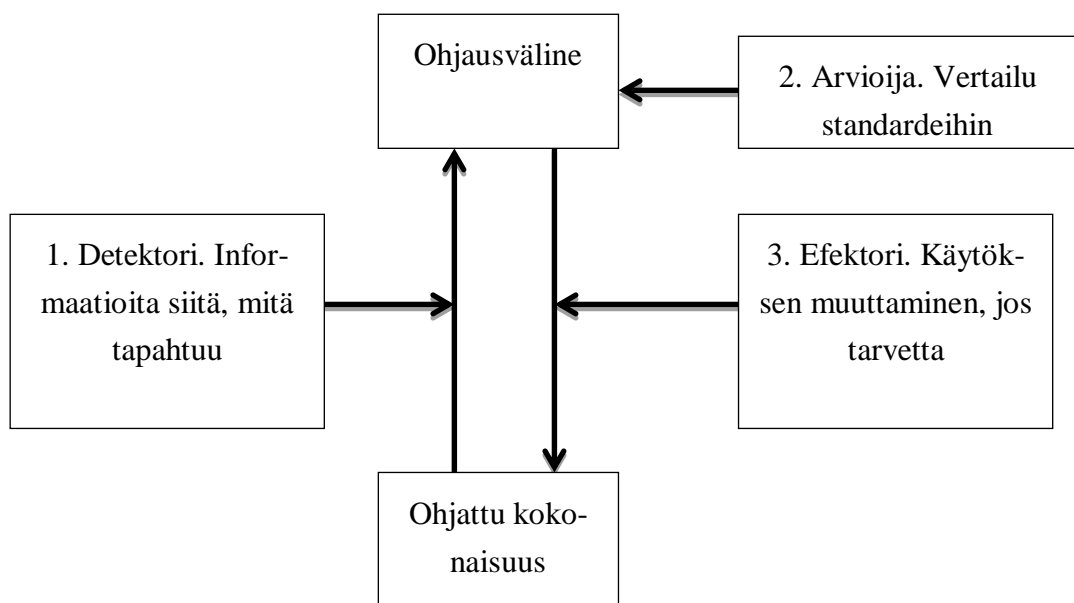 Ohjausväline
2. Arvioija. Vertailu
standardeihin
1. Detektori. Infor-
maatioita siitä, mitä
tapahtuu
3. Efektori. Käytök-
sen muuttaminen, jos
tarvetta
Ohjattu koko-
naisuus